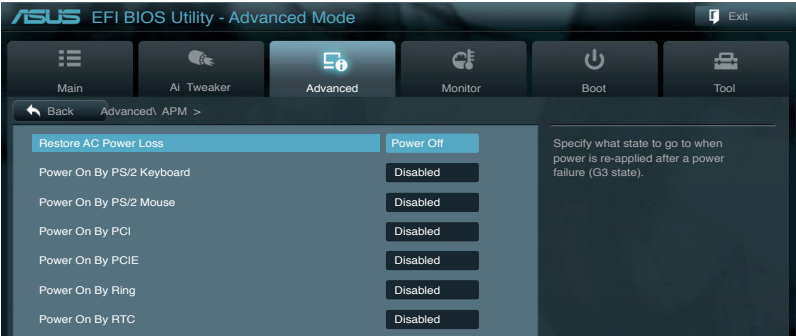 ASUS EFI BIOS Utility - Advanced Mode
Exit
Main
Ai Tweaker
Advanced
Monitor
Boot
Tool
Back Advanced\ APM >
Restore AC Power Loss Power Off
Power On By PS/2 Keyboard Disabled
Power On By PS/2 Mouse Disabled
Power On By PCI Disabled
Power On By PCIE Disabled
Power On By Ring Disabled
Power On By RTC Disabled
Specify what state to go to when
power is re-applied after a power
failure (G3 state).